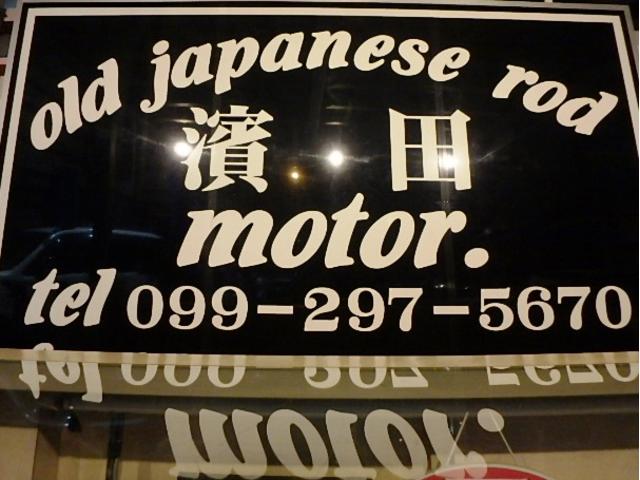 old japanese rod
濱田
motor.
tel 099-297-5670